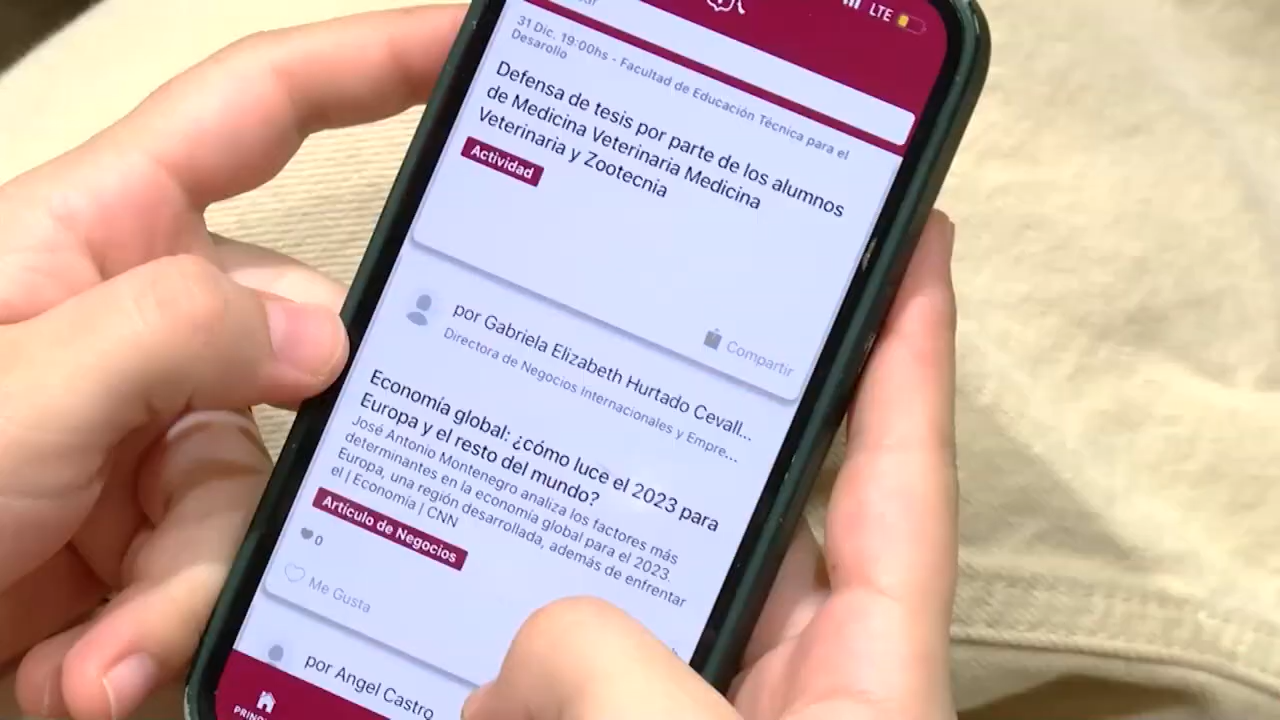 LTE
31 Dic. 19:00hs - Facultad de Educación Técnica para el
Desarollo
Defensa de tesis por parte de los alumnos
de Medicina Veterinaria Medicina
Veterinaria y Zootecnia
Actividad
Compartir
por Gabriela Elizabeth Hurtado Cevall...
Directora de Negocios Internacionales y Empre...
Economía global: ¿cómo luce el 2023 para
Europa y el resto del mundo?
José Antonio Montenegro analiza los factores más
determinantes en la economía global para el 2023.
Europa, una región desarrollada, además de enfrentar
el | Economía | CNN
Artículo de Negocios
0
Me Gusta
por Angel Castro